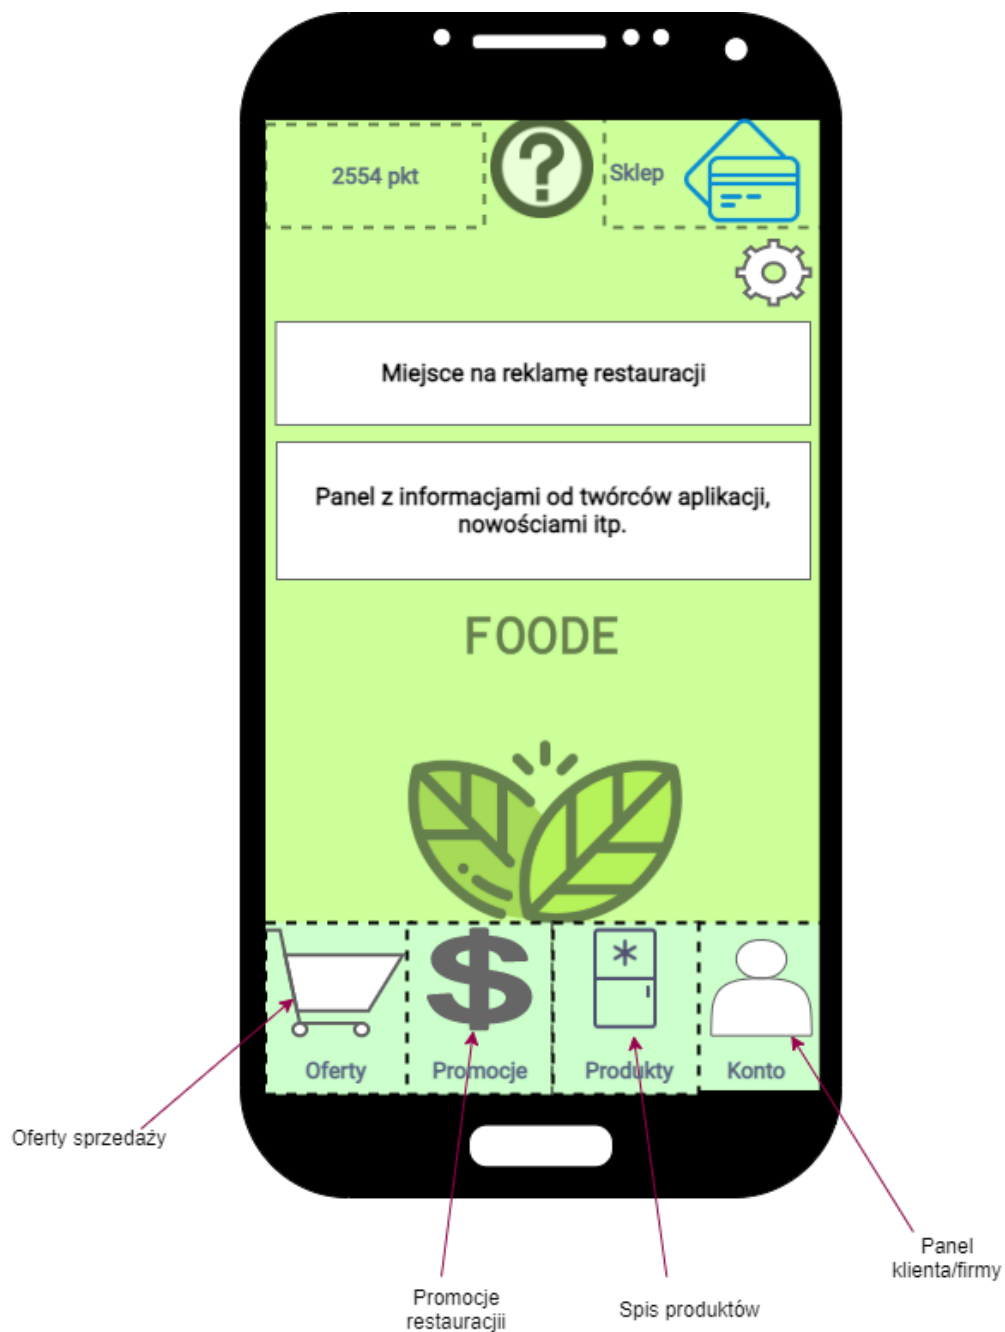 2554 pkt
Sklep
Miejsce na reklamę restauracji
Panel z informacjami od twórców aplikacji,
nowościami itp.
FOODE
Oferty
Promocje
Produkty
Konto
Oferty sprzedaży
Panel
klienta/firmy
Promocje
restauracjii
Spis produktów